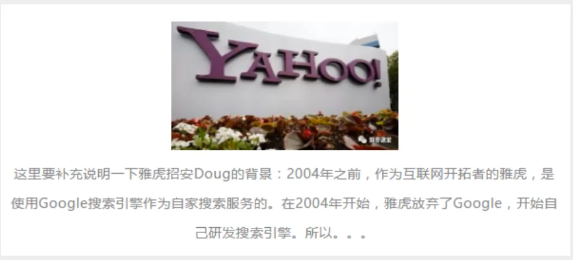 YAHOO!
这里要补充说明一下雅虎招安Doug的背景：2004年之前，作为互联网开拓者的雅虎，是
使用Google搜索引擎作为自家搜索服务的。在2004年开始，雅虎放弃了Google，开始自
己研发搜索引擎。所以。。。